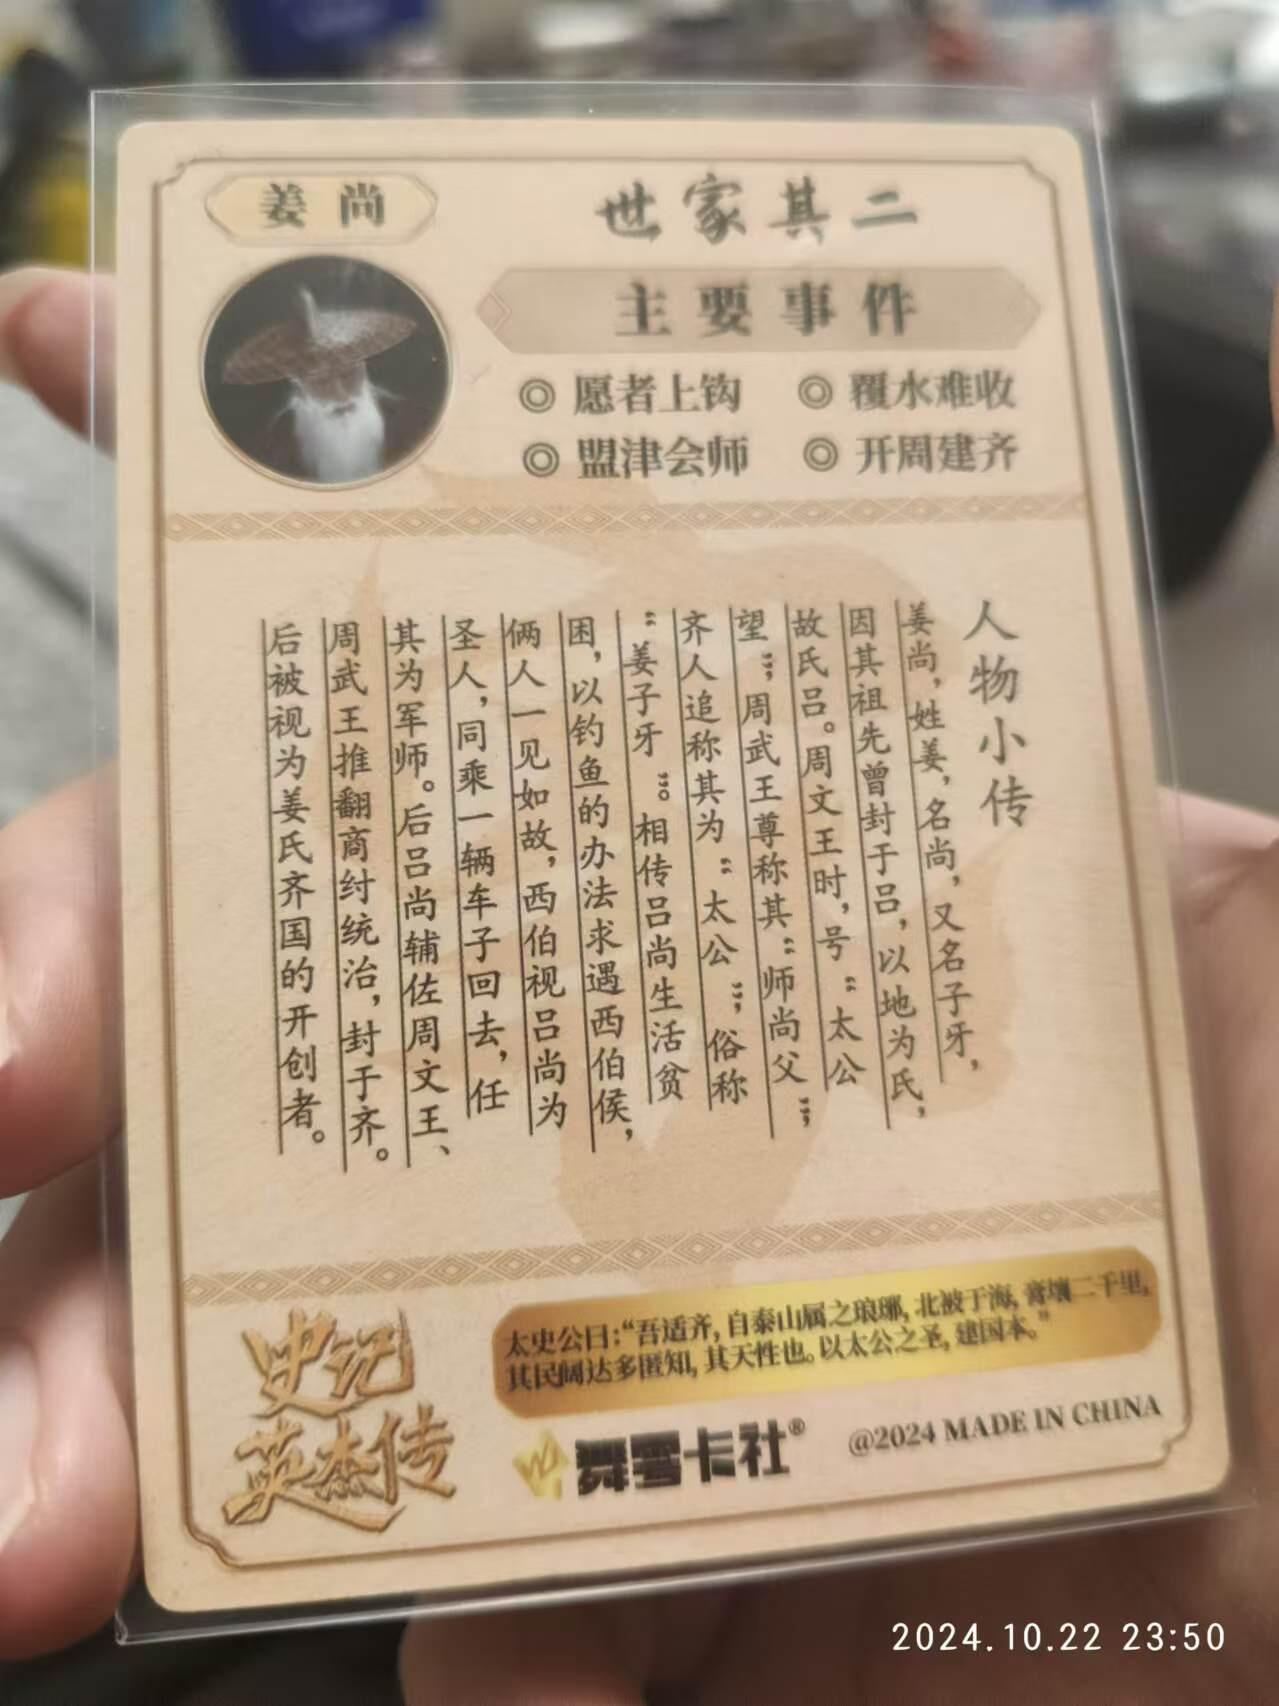 姜尚
世家其二
主要事件
◎ 愿者上钩
◎ 覆水难收
◎ 盟津会师
◎ 开周建齐
人物小传
姜尚，姓姜，名尚，又名子牙，
因其祖先曾封于吕，以地为氏，
故氏吕。周文王时，号“太公
望”，周武王尊称其“师尚父”，
齐人追称其为“太公”，俗称
“姜子牙”。相传吕尚生活贫
困，以钓鱼的办法求遇西伯侯，
俩人一见如故，西伯视吕尚为
圣人，同乘一辆车子回去，任
其为军师。后吕尚辅佐周文王、
周武王推翻商纣统治，封于齐。
后被视为姜氏齐国的开创者。
太史公曰：“吾适齐，自泰山属之琅琊，北被于海，膏壤二千里，
其民阔达多匿知，其天性也。以太公之圣，建国本。”
史记
英杰传
舞雩卡社®
@2024 MADE IN CHINA
2024.10.22 23:50